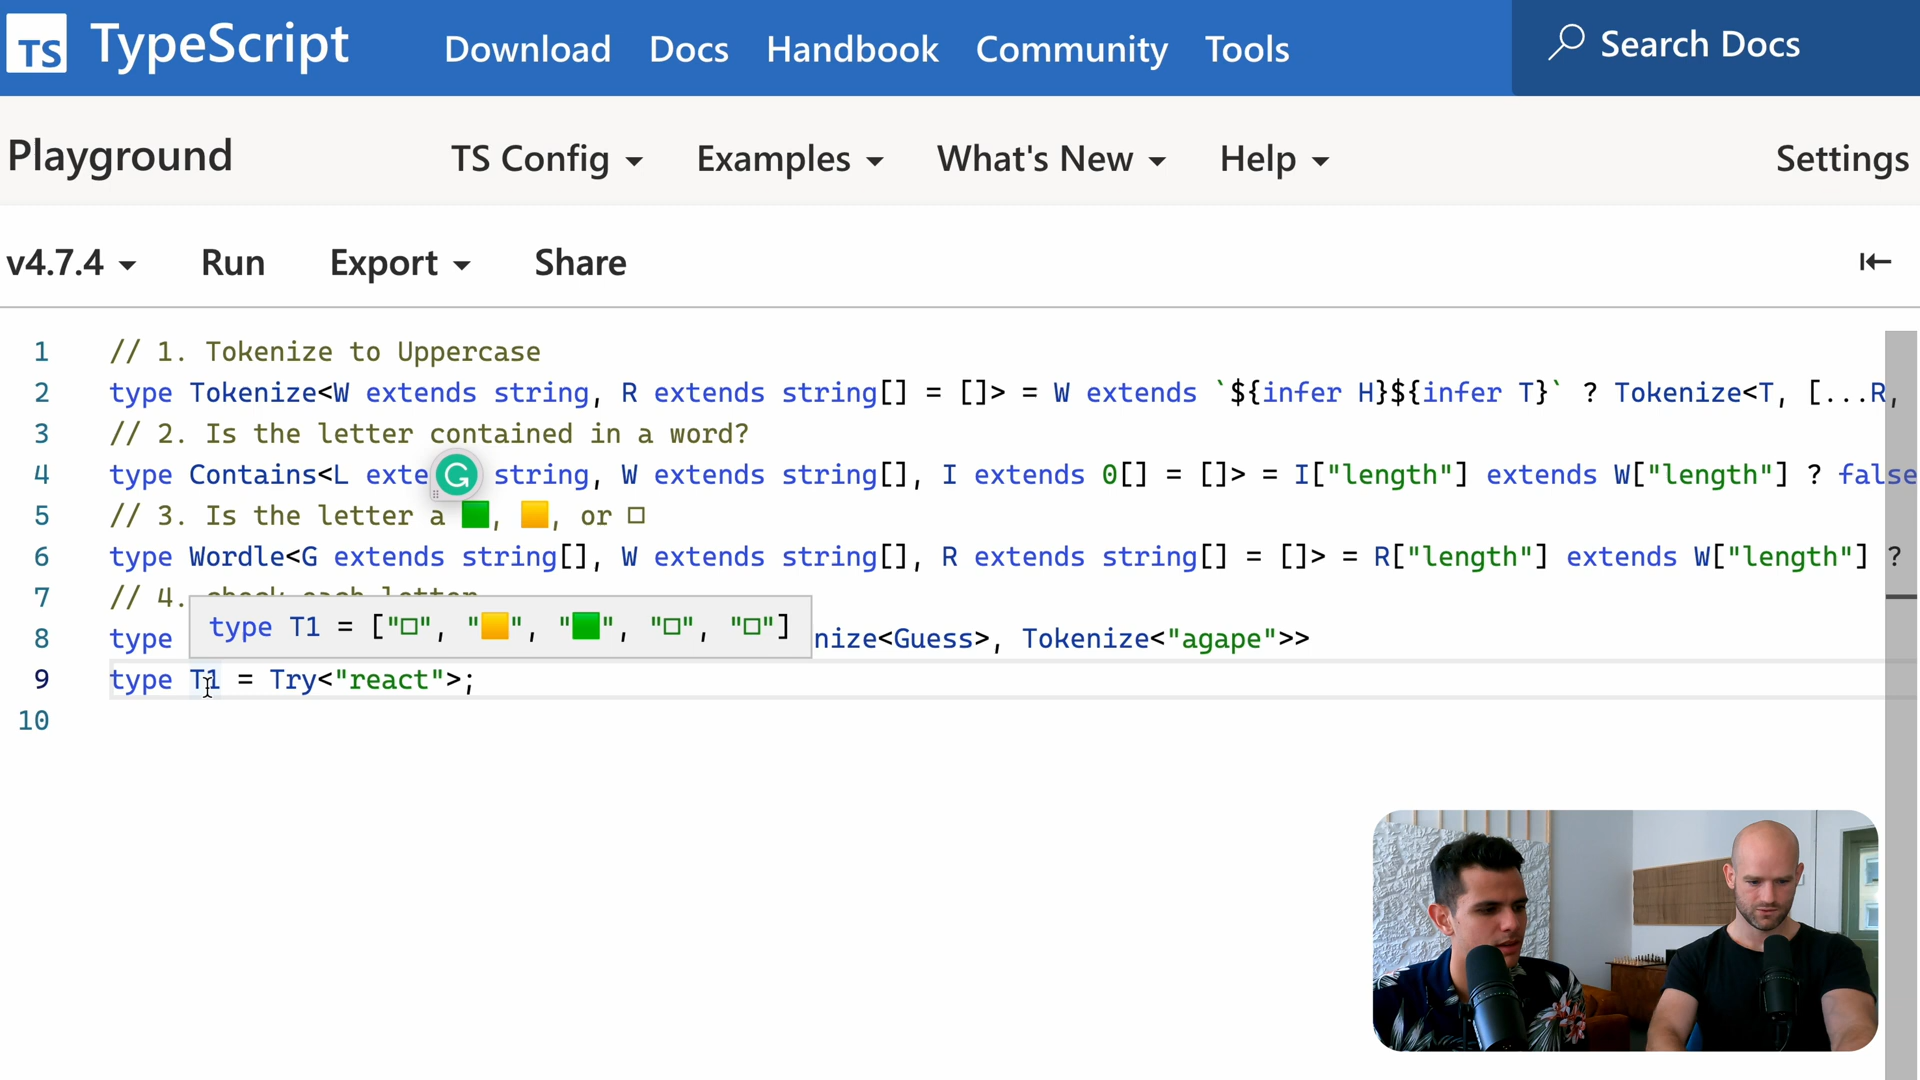 TS TypeScript Download Docs Handbook Community Tools Search Docs
Playground TS Config Examples What's New Help Settings
v4.7.4 Run Export Share
1 // 1. Tokenize to Uppercase
2 type Tokenize<W extends string, R extends string[] = []> = W extends `${infer H}${infer T}` ? Tokenize<T, [...R,
3 // 2. Is the letter contained in a word?
4 type Contains<L exte string, W extends string[], I extends 0[] = []> = I["length"] extends W["length"] ? false
5 // 3. Is the letter a 🟩, 🟨, or □
6 type Wordle<G extends string[], W extends string[], R extends string[] = []> = R["length"] extends W["length"] ?
7 // 4. check each letter
type T1 = ["□", "🟨", "🟩", "□", "□"]
8 type nize<Guess>, Tokenize<"agape">>
9 type T1 = Try<"react">;
10